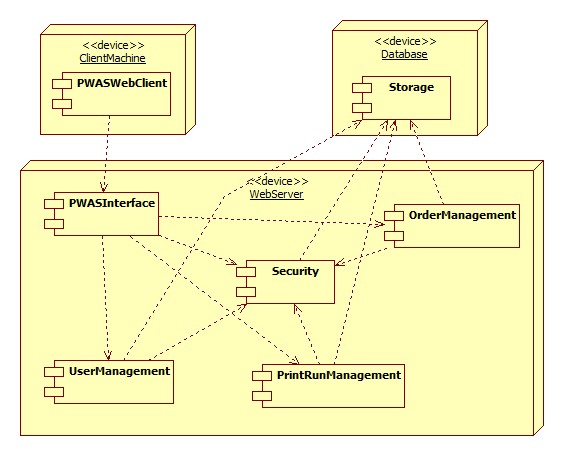 <<device>>
ClientMachine
PWASWebClient
<<device>>
Database
Storage
<<device>>
WebServer
PWASInterface
OrderManagement
Security
UserManagement
PrintRunManagement